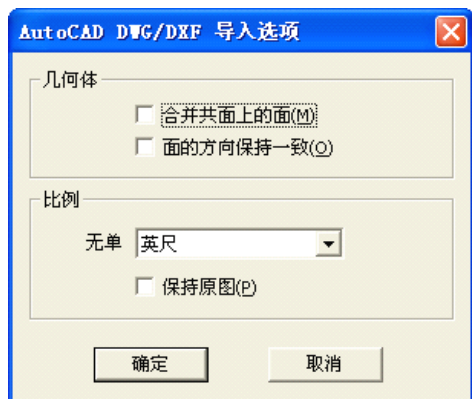 AutoCAD DWG/DXF 导入选项
几何体
合并共面上的面(M)
面的方向保持一致(O)
比例
无单 英尺
保持原图(P)
确定 取消